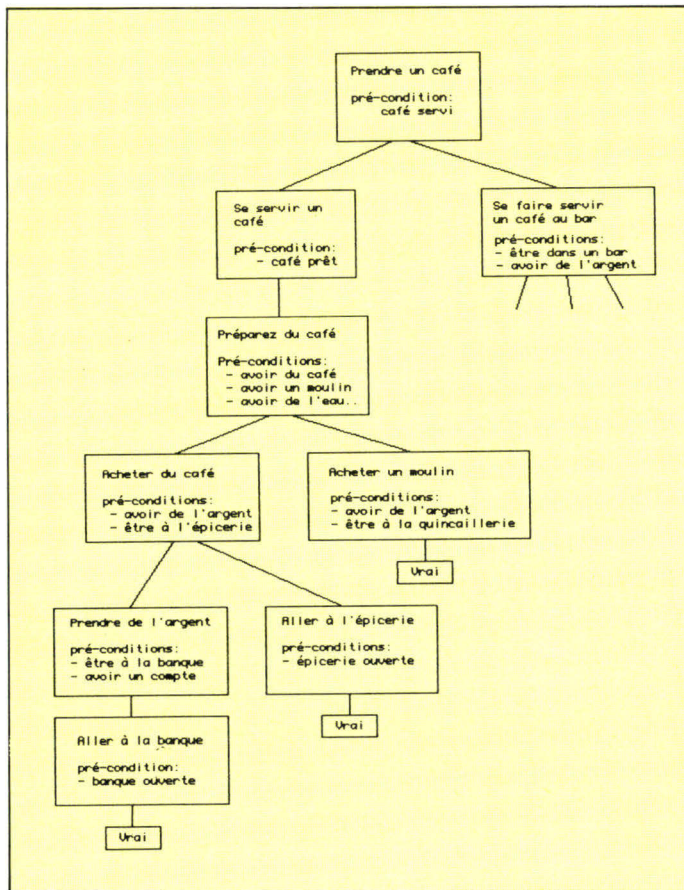 Prendre un café
pré-condition:
café servi
Se servir un
café
pré-condition:
- café prêt
Se faire servir
un café au bar
pré-conditions:
- être dans un bar
- avoir de l'argent
Préparez du café
Pré-conditions:
- avoir du café
- avoir un moulin
- avoir de l'eau..
Acheter du café
pré-conditions:
- avoir de l'argent
- être à l'épicerie
Acheter un moulin
pré-conditions:
- avoir de l'argent
- être à la quincaillerie
Vrai
Prendre de l'argent
pré-conditions:
- être à la banque
- avoir un compte
Aller à l'épicerie
pré-conditions:
- épicerie ouverte
Vrai
Aller à la banque
pré-condition:
- banque ouverte
Vrai